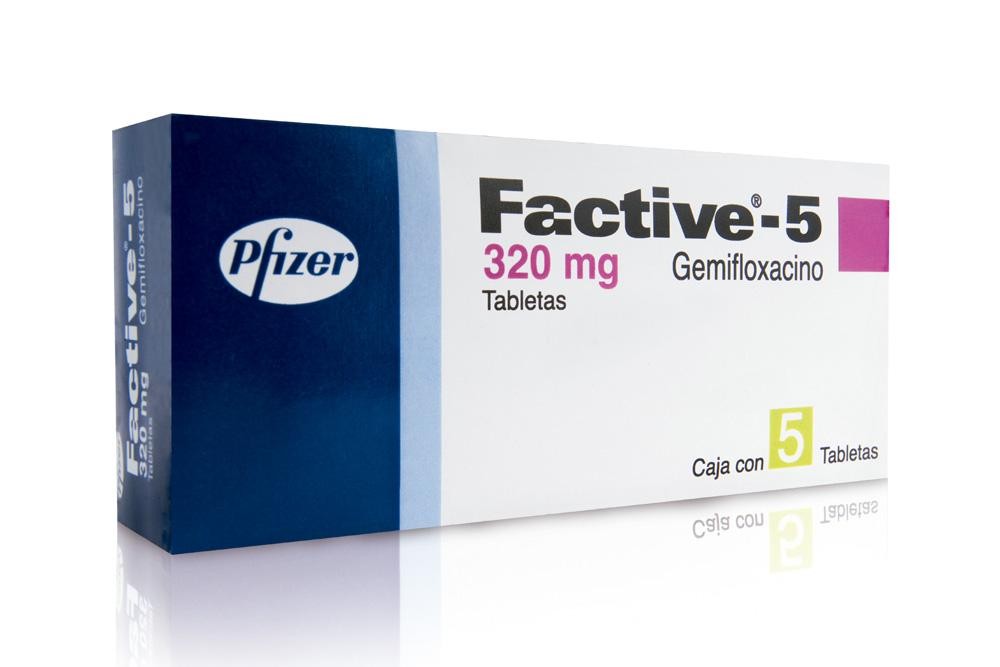 Pfizer
Factive®-5
320 mg Gemifloxacino
Tabletas
Caja con 5 Tabletas
Factive®-5
320 mg Gemifloxacino
Tabletas